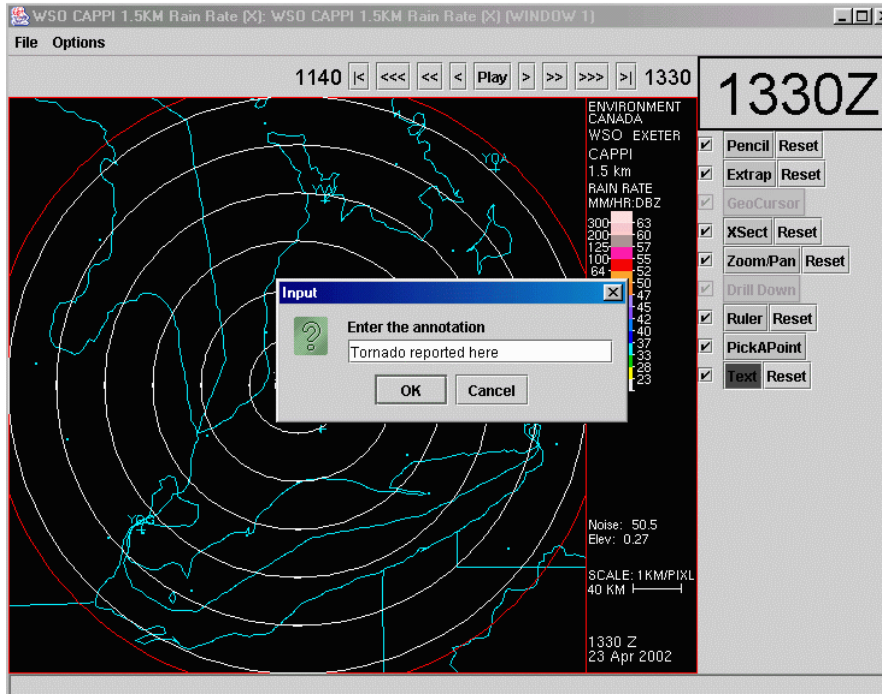 WSO CAPPI 1.5KM Rain Rate (X): WSO CAPPI 1.5KM Rain Rate (X) (WINDOW 1)
File Options
1140 |< <<< << < Play > >> >>> >| 1330
1330Z
ENVIRONMENT
CANADA
WSO EXETER
CAPPI
1.5 km
RAIN RATE
MM/HR:DBZ
300 63
200 60
125 57
100 55
64 52
50
47
45
43
40
37
33
28
23
Pencil Reset
Extrap Reset
GeoCursor
XSect Reset
Zoom/Pan Reset
Drill Down
Ruler Reset
PickAPoint
Text Reset
YQA
Input
Enter the annotation
Tornado reported here
OK Cancel
Noise: 50.5
Elev: 0.27
SCALE: 1KM/PIXL
40 KM
1330 Z
23 Apr 2002